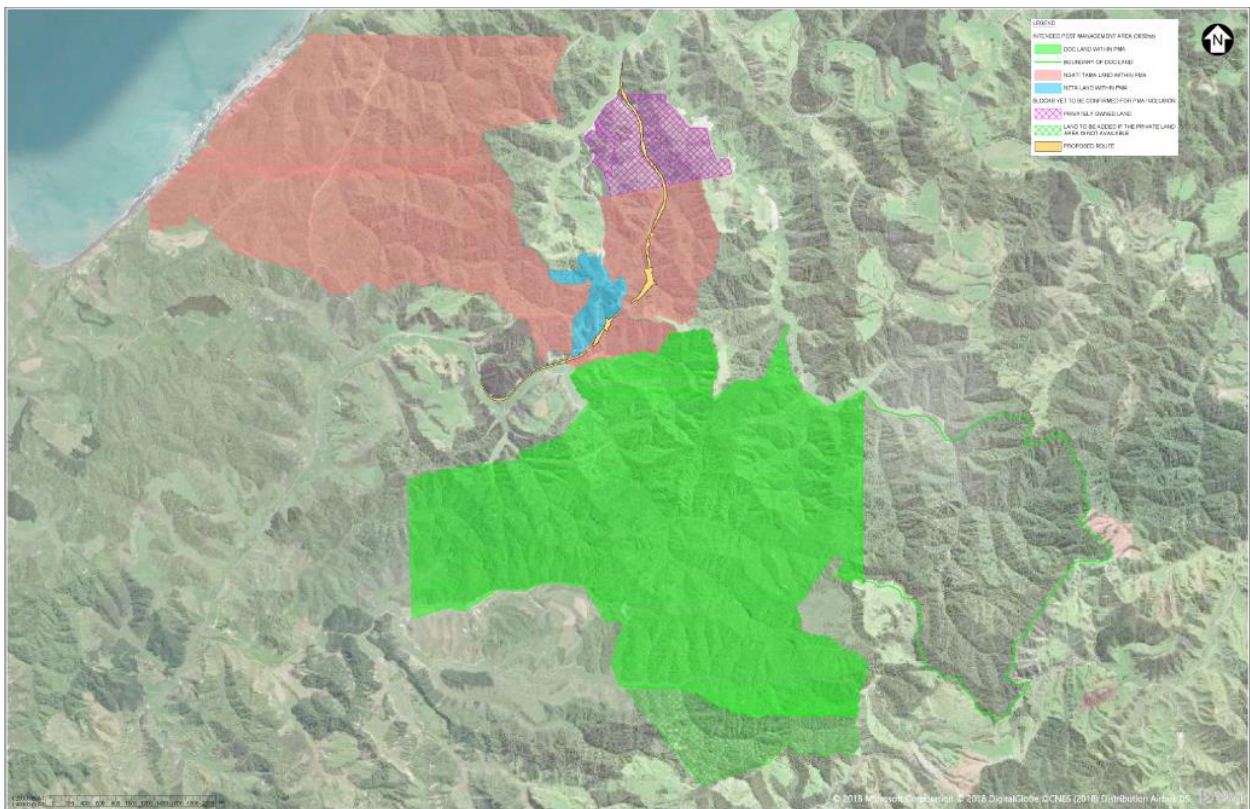 LEGEND
INTENDED PEST MANAGEMENT AREA (3650ha)
DOC LAND WITHIN PMA
BOUNDARY OF DOC LAND
NGATI TAMA LAND WITHIN PMA
NZTA LAND WITHIN PMA
BLOCKS YET TO BE CONFIRMED FOR PMA INCLUSION
PRIVATELY OWNED LAND
LAND TO BE ADDED IF THE PRIVATE LAND
AREA IS NOT AVAILABLE
PROPOSED ROUTE
N
© 2018 Microsoft Corporation © 2018 DigitalGlobe ©CNES (2018) Distribution Airbus DS